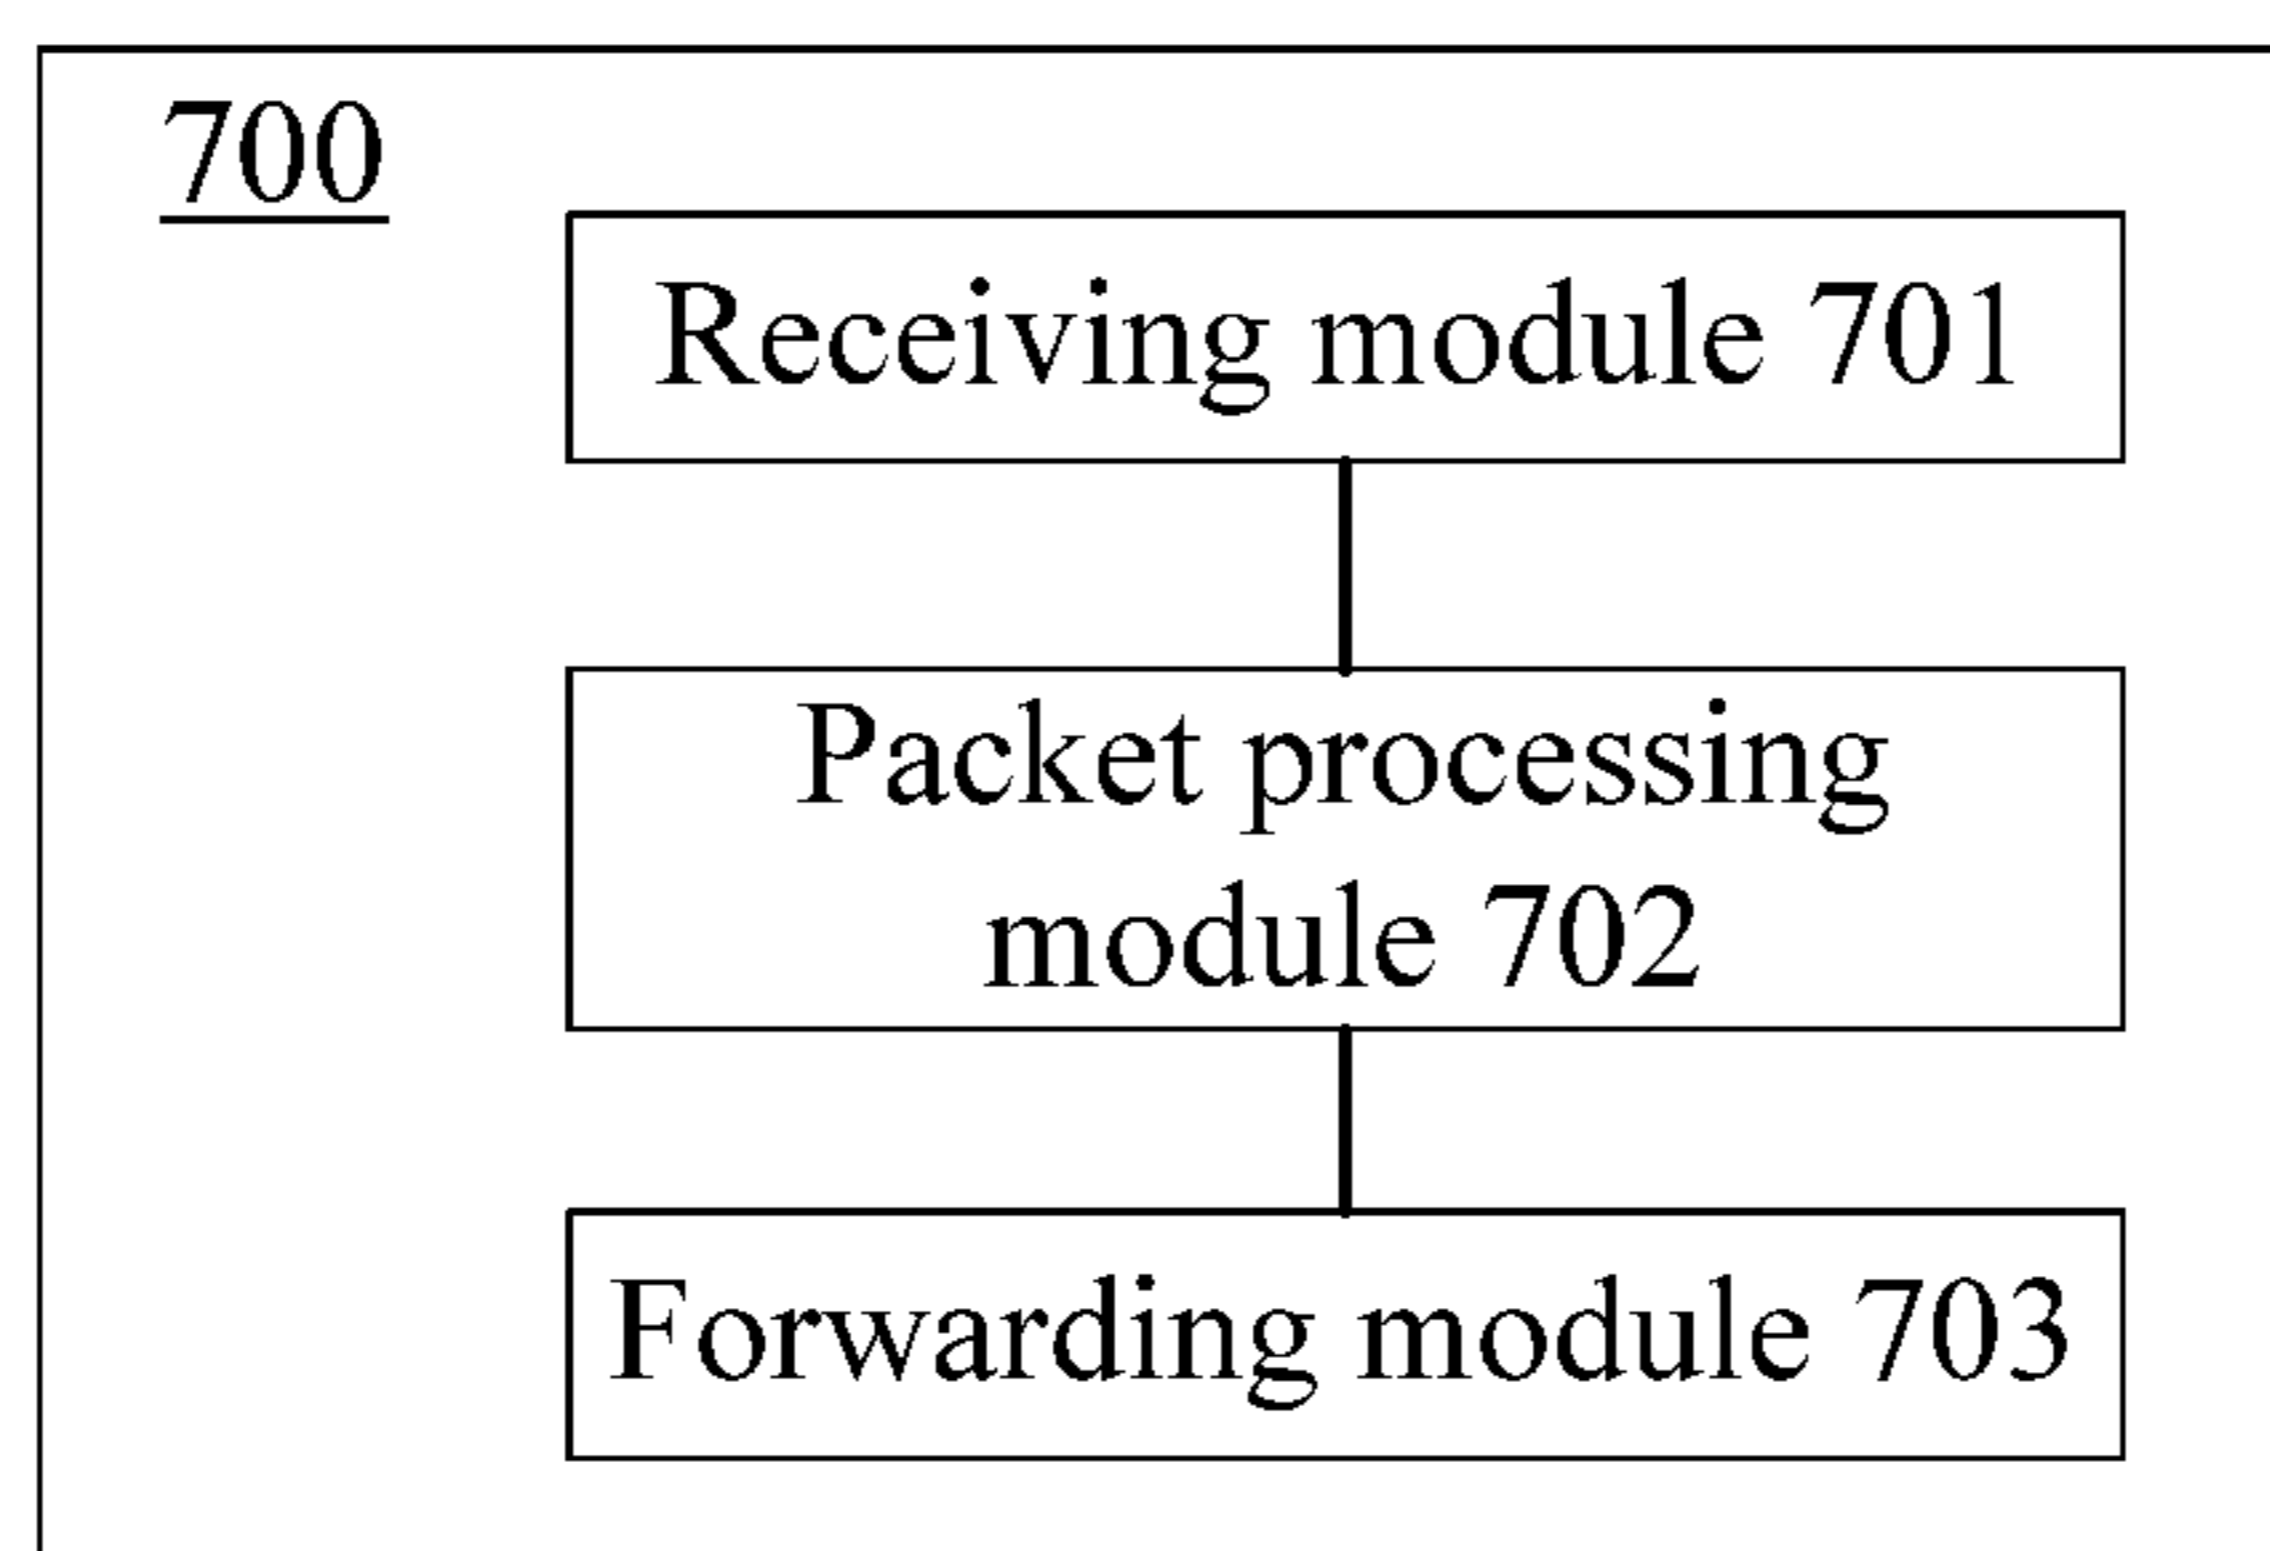 700
Receiving module 701
Packet processing
module 702
Forwarding module 703